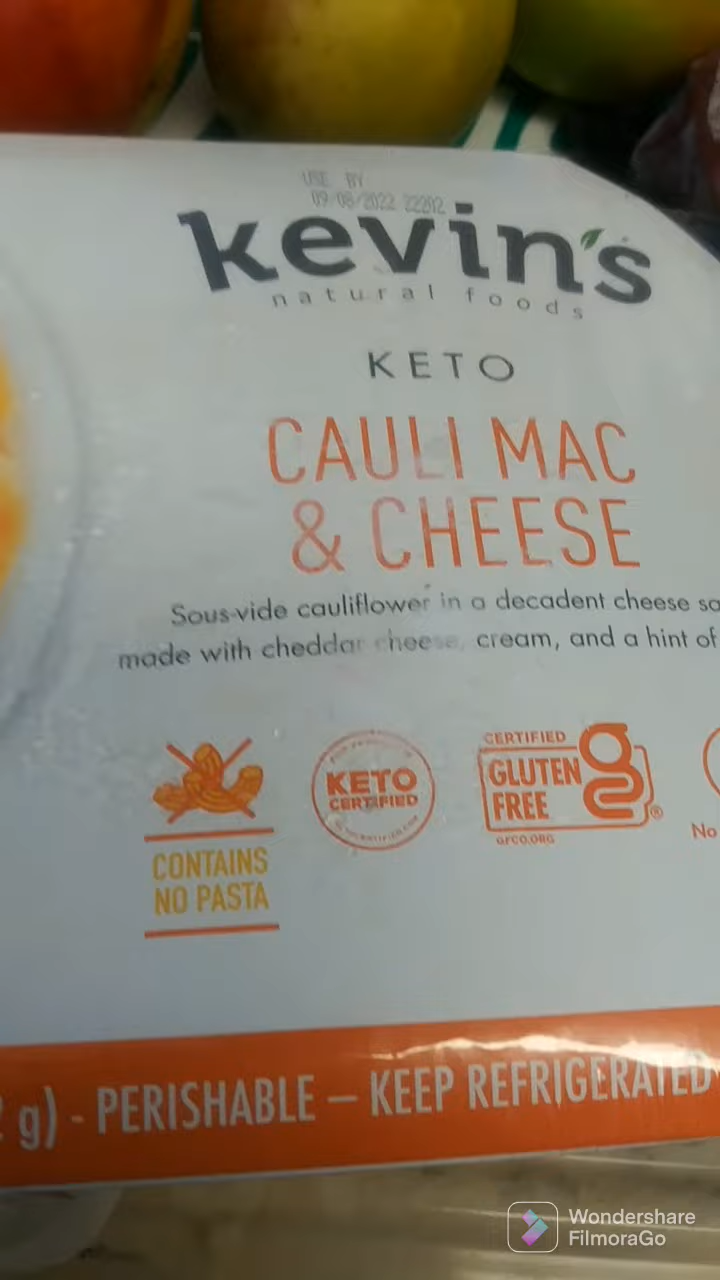 USE BY
09/08/2022 22202
kevin's
natural foods
KETO
CAULI MAC
& CHEESE
Sous-vide cauliflower in a decadent cheese
made with cheddar cheese, cream, and a hint of
KETO
CERTIFIED
CERTIFIED
GLUTEN
FREE
®
GFCO.ORG
No
CONTAINS
NO PASTA
g) - PERISHABLE – KEEP REFRIGERATED
Wondershare
FilmoraGo